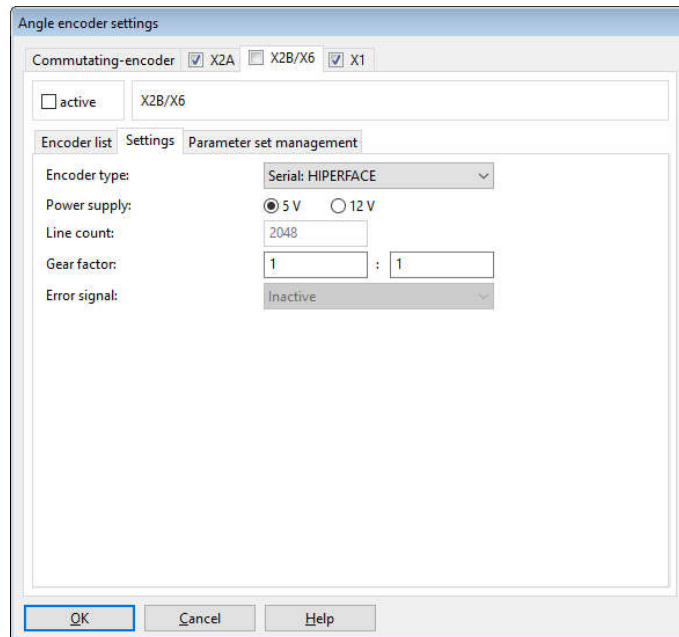 Angle encoder settings
Commutating-encoder X2A X2B/X6 X1
active X2B/X6
Encoder list Settings Parameter set management
Encoder type: Serial: HIPERFACE
Power supply: 5 V 12 V
Line count: 2048
Gear factor: 1 : 1
Error signal: Inactive
OK Cancel Help